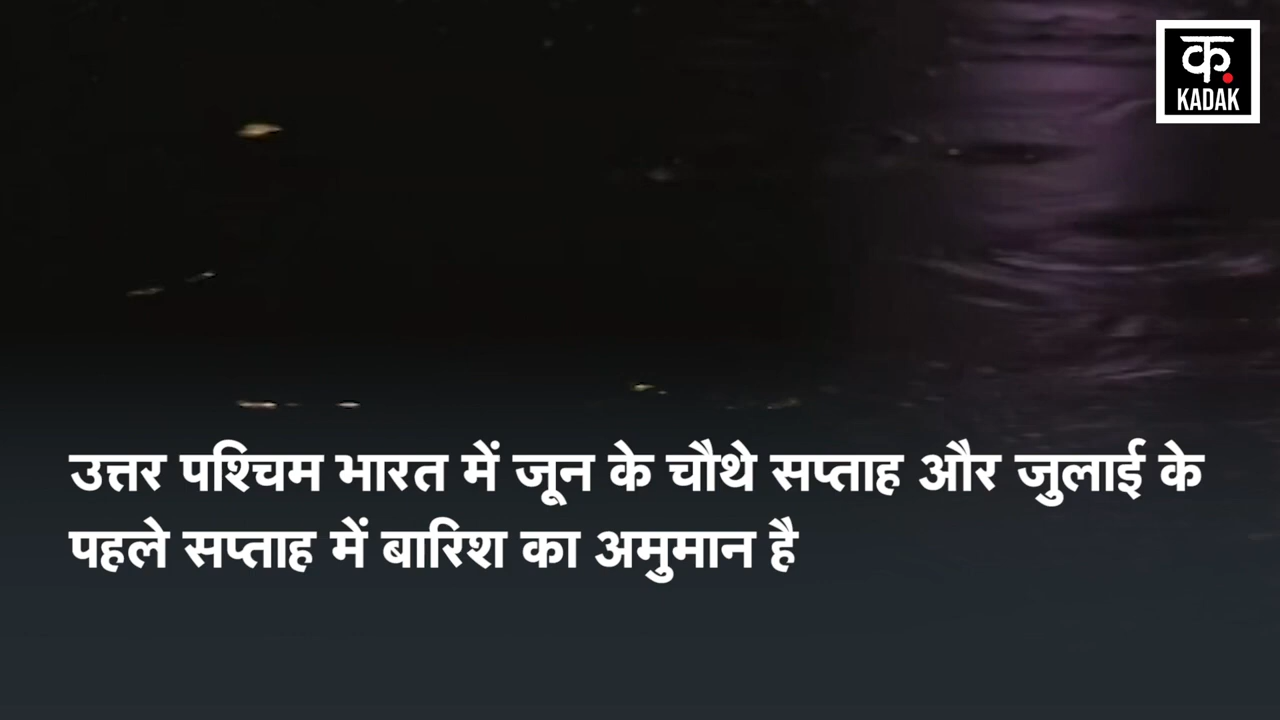 क.
KADAK
उत्तर पश्चिम भारत में जून के चौथे सप्ताह और जुलाई के
पहले सप्ताह में बारिश का अमुमान है